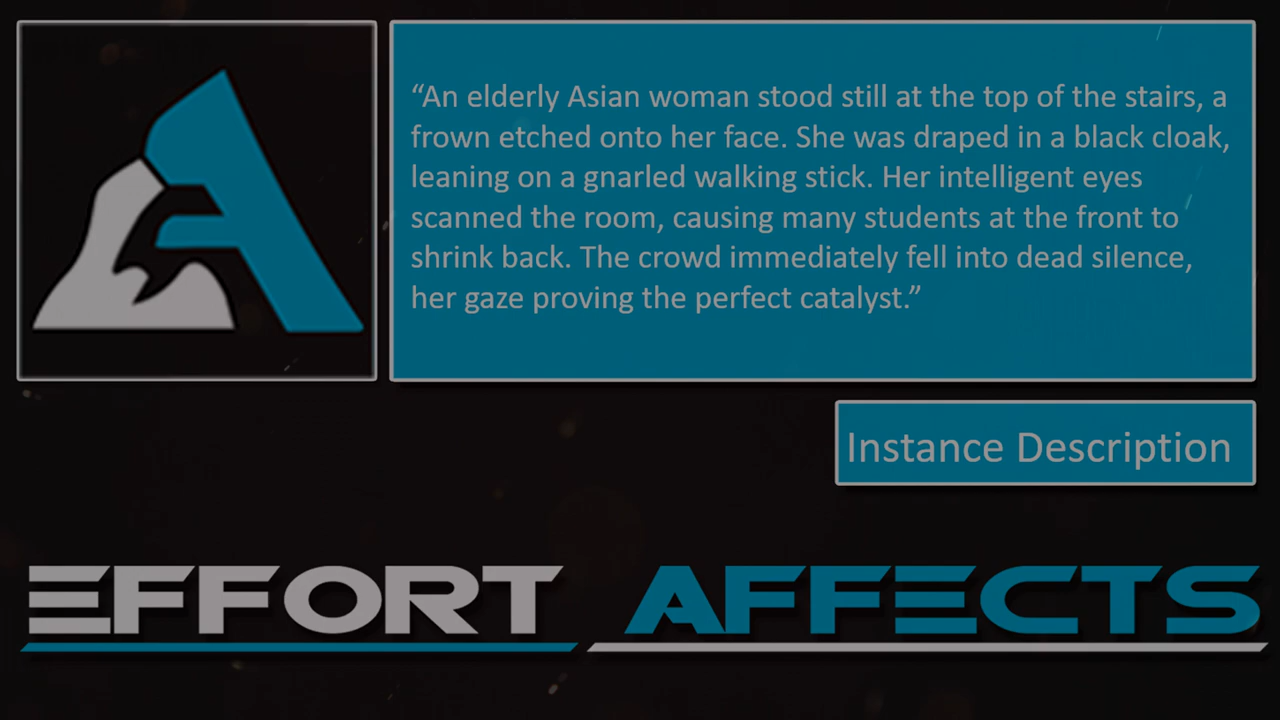 “An elderly Asian woman stood still at the top of the stairs, a
frown etched onto her face. She was draped in a black cloak,
leaning on a gnarled walking stick. Her intelligent eyes
scanned the room, causing many students at the front to
shrink back. The crowd immediately fell into dead silence,
her gaze proving the perfect catalyst.”
Instance Description
EFFORT AFFECTS